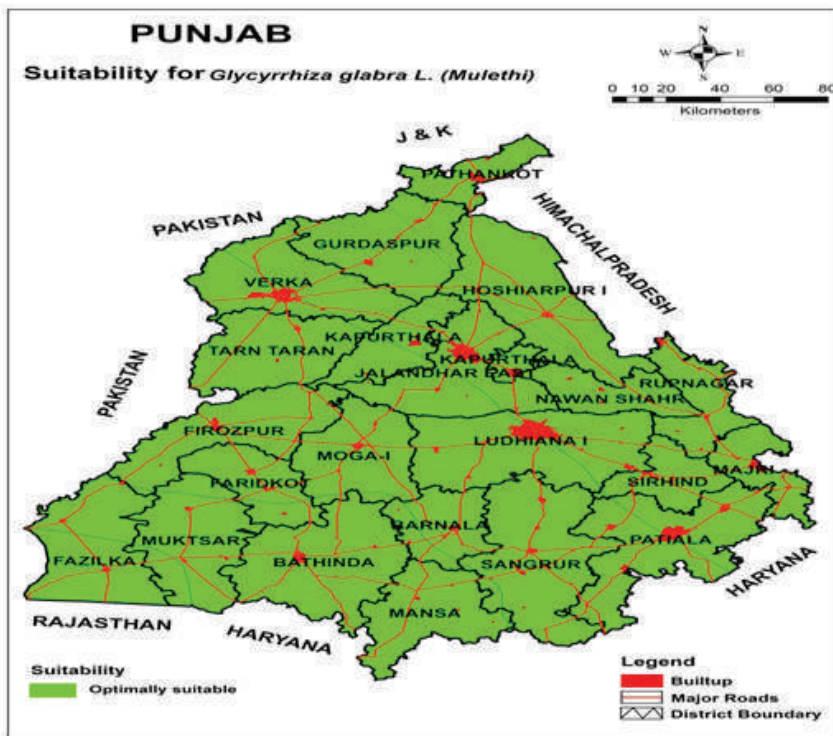 PUNJAB
Suitability for Glycyrrhiza glabra L. (Mulethi)
N
W E
S
0 10 20 40 60 80
Kilometers
J & K
PATHANKOT
PAKISTAN
HIMACHALPRADESH
GURDASPUR
VERKA
HOSHIARPUR I
KAPURTHALA
TARN TARAN
KAPURTHALA
JALANDHAR EAST
PAKISTAN
RUPNAGAR
NAWAN SHAHR
FIROZPUR
LUDHIANA I
MOGA-I
MAJRI
FARIDKOT
SIRHIND
BARNALA
MUKTSAR
PATIALA
FAZILKA
BATHINDA
SANGRUR
HARYANA
MANSA
RAJASTHAN
HARYANA
Suitability
Optimally suitable
Legend
Builtup
Major Roads
District Boundary